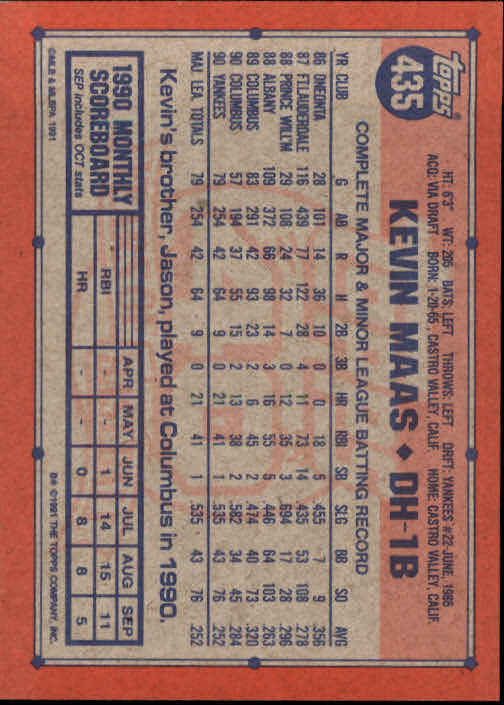 topps
435
KEVIN MAAS ◆ DH-1B
HT: 6'3" WT: 205 BATS: LEFT THROWS: LEFT DRFT: YANKEES #22-JUNE, 1986
ACQ: VIA DRAFT BORN: 1-20-65, CASTRO VALLEY, CALIF. HOME: CASTRO VALLEY, CALIF.
COMPLETE MAJOR & MINOR LEAGUE BATTING RECORD
YR CLUB G AB R H 2B 3B HR RBI SB SLG BB SO AVG
86 ONEONTA 28 101 14 36 10 0 0 18 5 .455 7 9 .356
87 FT.LAUDERDALE 116 439 77 122 28 4 11 73 14 .435 53 108 .278
88 PRINCE WILL'M 29 108 24 32 7 0 12 35 3 .694 17 28 .296
88 ALBANY 109 372 66 98 14 3 16 55 5 .446 64 103 .263
89 COLUMBUS 83 291 42 93 23 2 6 45 2 .474 40 73 .320
90 COLUMBUS 57 194 37 55 15 2 13 38 2 .582 34 45 .284
90 YANKEES 79 254 42 64 9 0 21 41 1 .535 43 76 .252
MAJ. LEA. TOTALS 79 254 42 64 9 0 21 41 1 .535 43 76 .252
Kevin's brother, Jason, played at Columbus in 1990.
1990 MONTHLY
SCOREBOARD
SEP includes OCT stats
APR MAY JUN JUL AUG SEP
RBI - - 1 14 15 11
HR - - 0 8 8 5
©MLB & MLBPA 1991
D* ©1991 THE TOPPS COMPANY, INC.